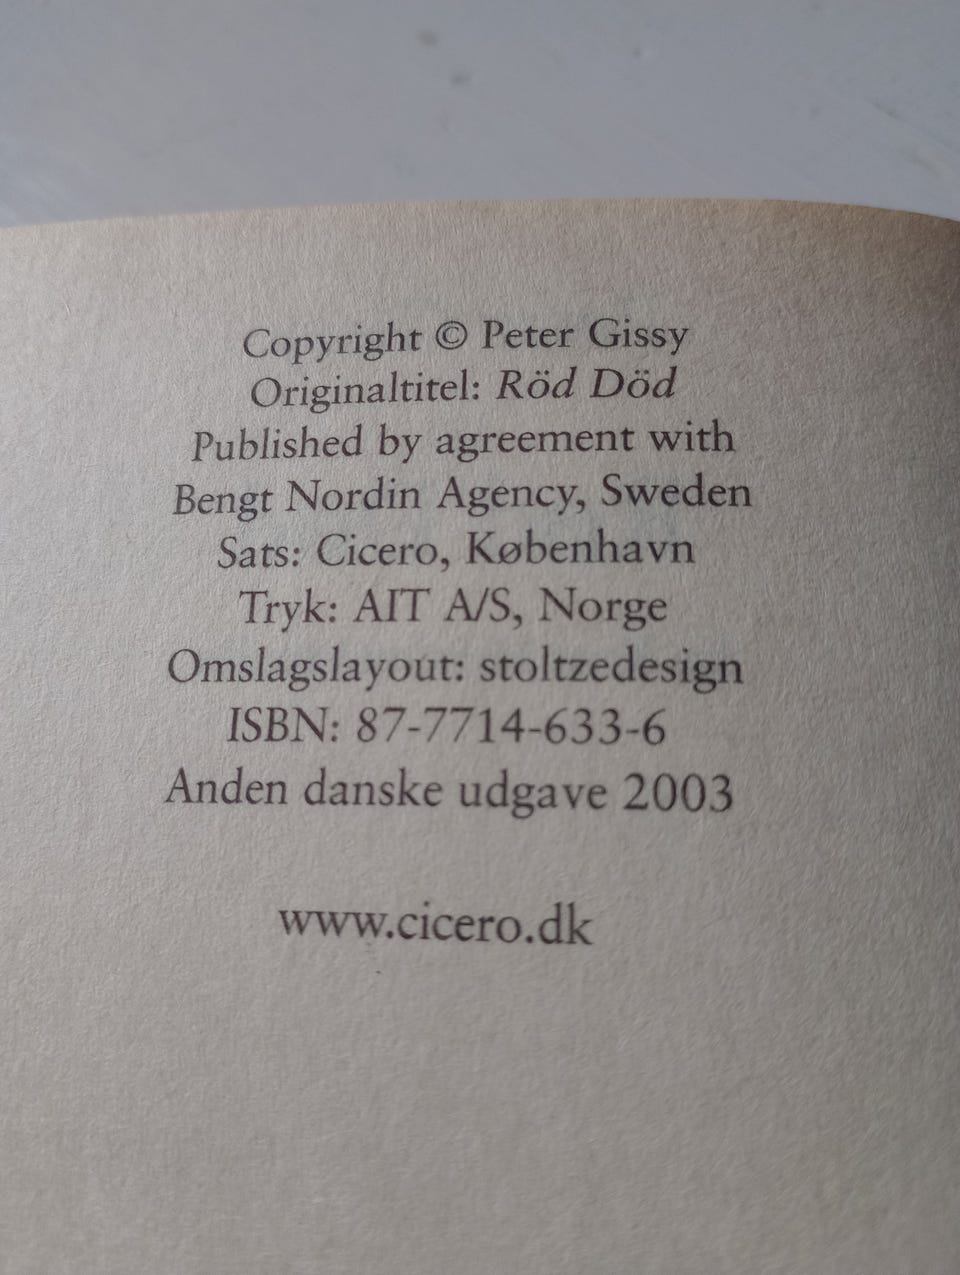 Copyright © Peter Gissy
Originaltitel: Röd Död
Published by agreement with
Bengt Nordin Agency, Sweden
Sats: Cicero, København
Tryk: AIT A/S, Norge
Omslagslayout: stoltzedesign
ISBN: 87-7714-633-6
Anden danske udgave 2003
www.cicero.dk